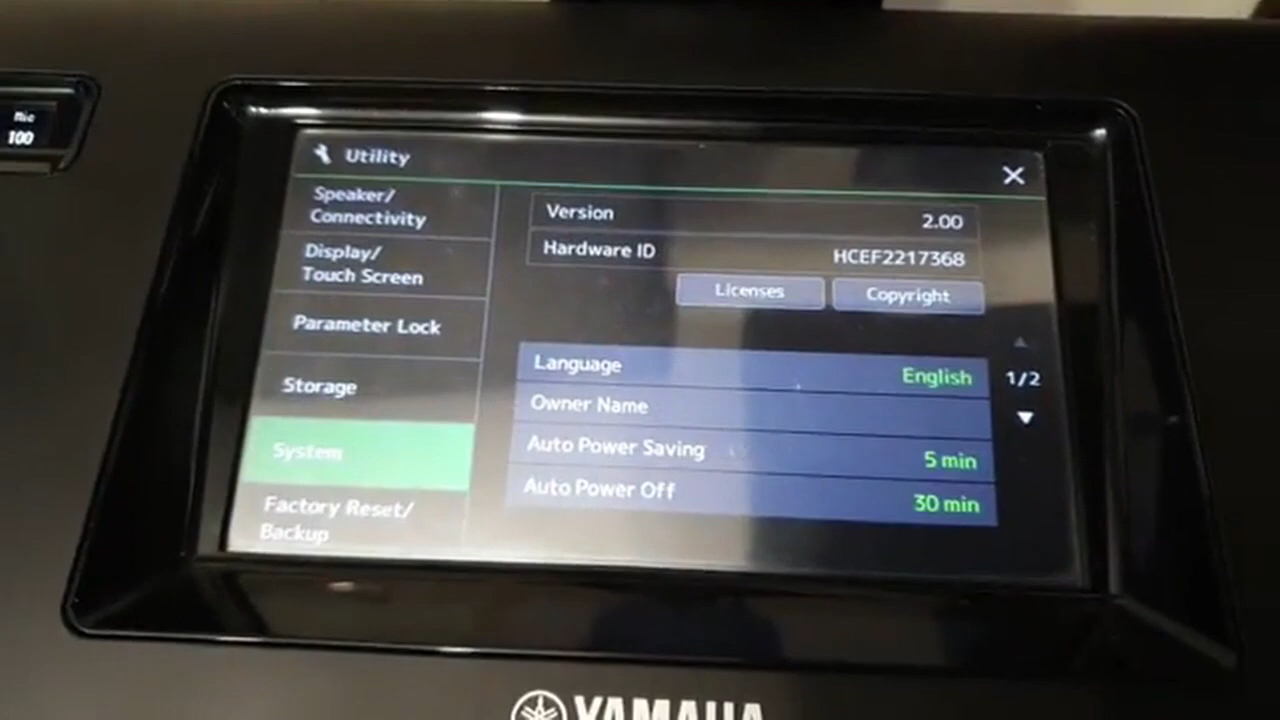 Mic
100
Utility
Speaker/
Connectivity
Display/
Touch Screen
Parameter Lock
Storage
System
Factory Reset/
Backup
Version 2.00
Hardware ID HCEF2217368
Licenses Copyright
Language English
1/2
Owner Name
Auto Power Saving 5 min
Auto Power Off 30 min
YAMAHA